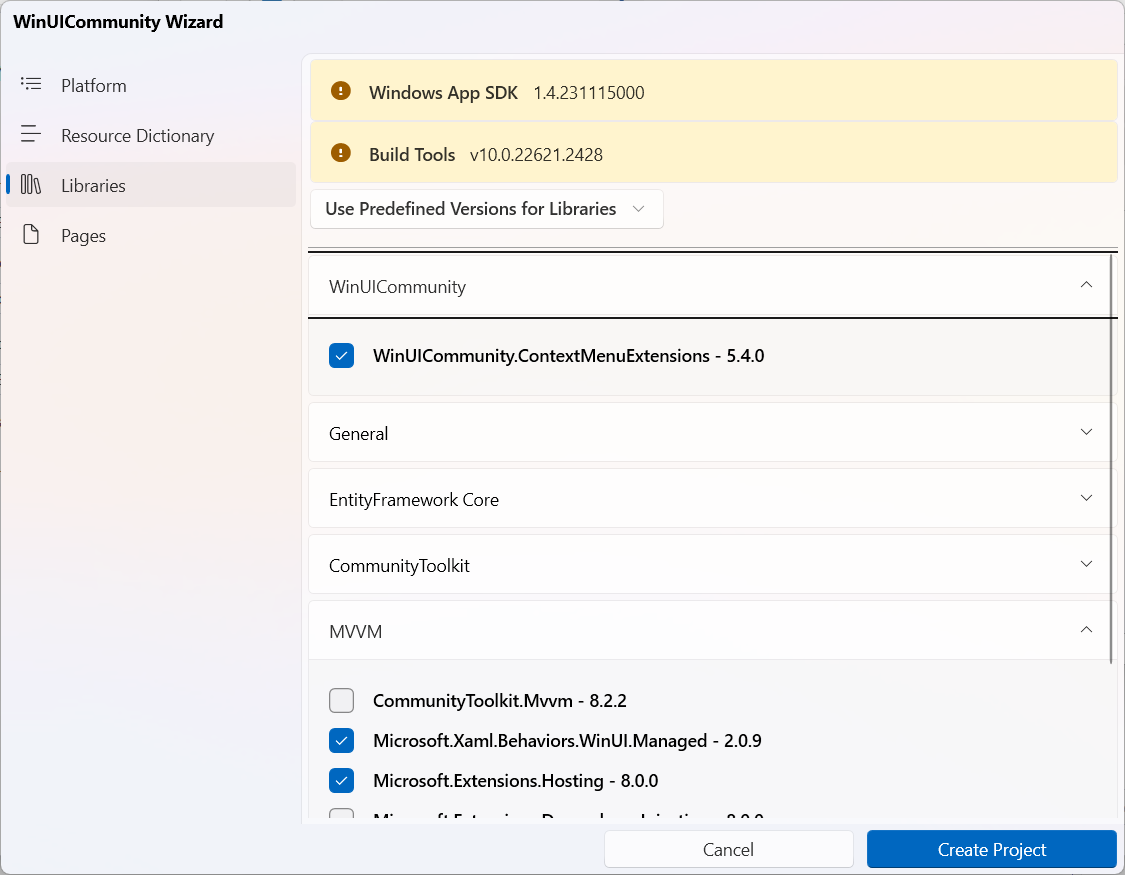 WinUICommunity Wizard
Platform
Resource Dictionary
Libraries
Pages
Windows App SDK 1.4.231115000
Build Tools v10.0.22621.2428
Use Predefined Versions for Libraries
WinUICommunity
WinUICommunity.ContextMenuExtensions - 5.4.0
General
EntityFramework Core
CommunityToolkit
MVVM
CommunityToolkit.Mvvm - 8.2.2
Microsoft.Xaml.Behaviors.WinUI.Managed - 2.0.9
Microsoft.Extensions.Hosting - 8.0.0
Cancel
Create Project